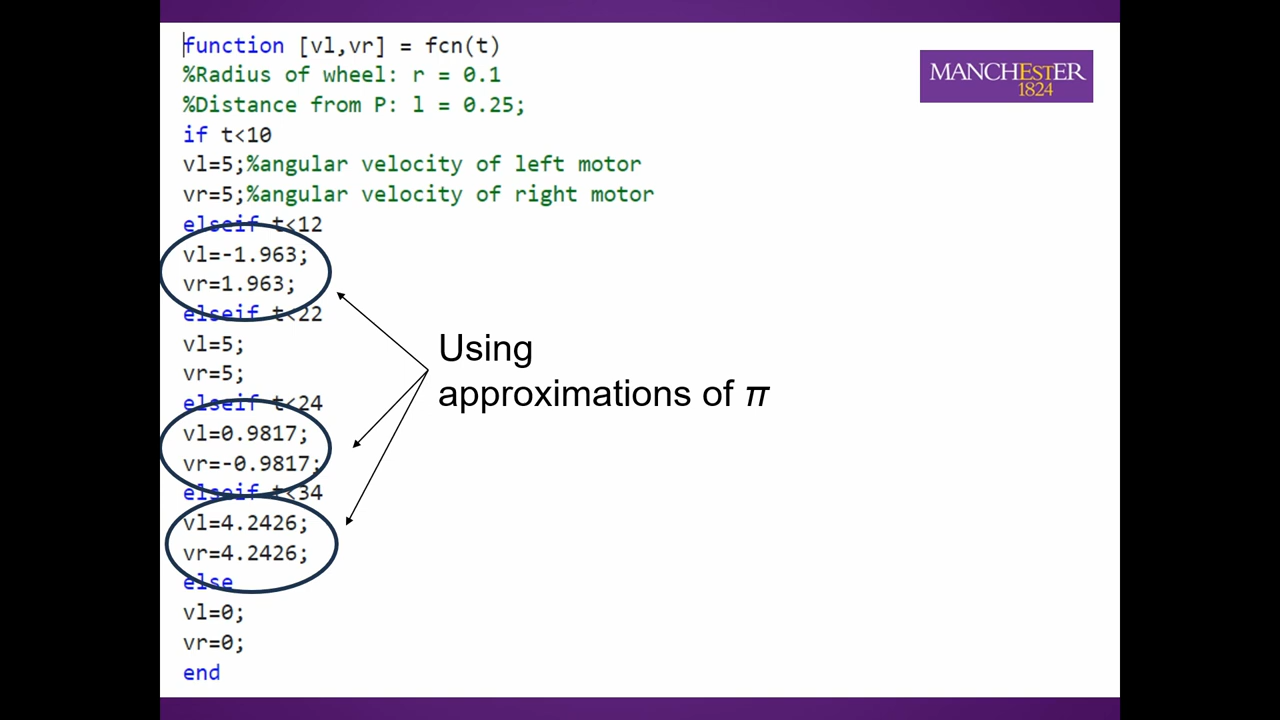 function [vl,vr] = fcn(t)
%Radius of wheel: r = 0.1
%Distance from P: l = 0.25;
if t<10
vl=5;%angular velocity of left motor
vr=5;%angular velocity of right motor
elseif t<12
vl=-1.963;
vr=1.963;
elseif t<22
vl=5;
vr=5;
elseif t<24
vl=0.9817;
vr=-0.9817;
elseif t<34
vl=4.2426;
vr=4.2426;
else
vl=0;
vr=0;
end
Using
approximations of π
MANCHESTER
1824